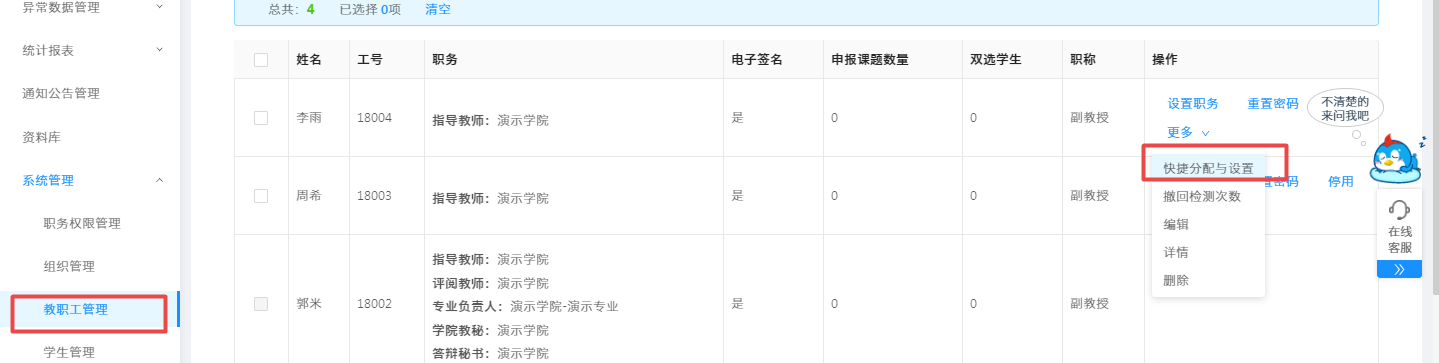 异常数据管理
统计报表
通知公告管理
资料库
系统管理
职务权限管理
组织管理
教职工管理
学生管理
总共：4 已选择 0项 清空
姓名 工号 职务 电子签名 申报课题数量 双选学生 职称 操作
李雨 18004 指导教师：演示学院 是 0 0 副教授 设置职务 重置密码
更多
周希 18003 指导教师：演示学院 是 0 0 副教授 置密码 停用
郭米 18002 指导教师：演示学院 是 0 0 副教授
评阅教师：演示学院
专业负责人：演示学院-演示专业
学院教秘：演示学院
答辩秘书：演示学院
快捷分配与设置
撤回检测次数
编辑
详情
删除
不清楚的
来问我吧
z z
在线
客服